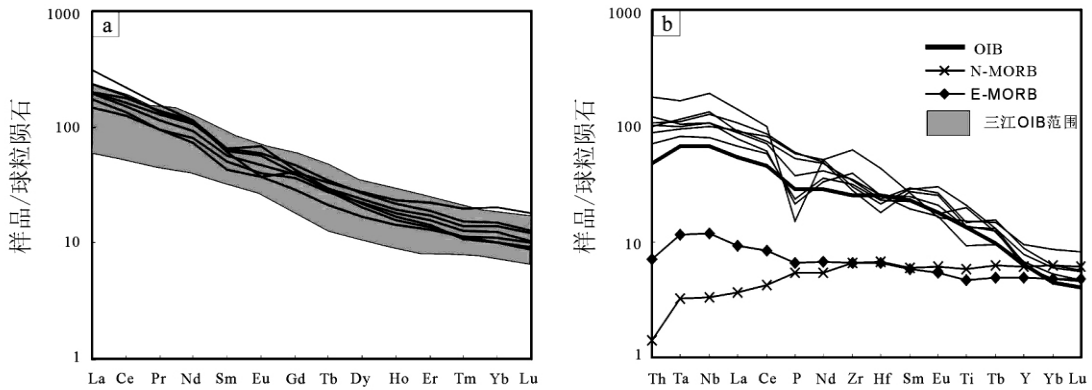 a
1000
100
10
1
样品/球粒陨石
La Ce Pr Nd Sm Eu Gd Tb Dy Ho Er Tm Yb Lu
b
1000
100
10
1
样品/球粒陨石
OIB
N-MORB
E-MORB
三江OIB范围
Th Ta Nb La Ce P Nd Zr Hf Sm Eu Ti Tb Y Yb Lu